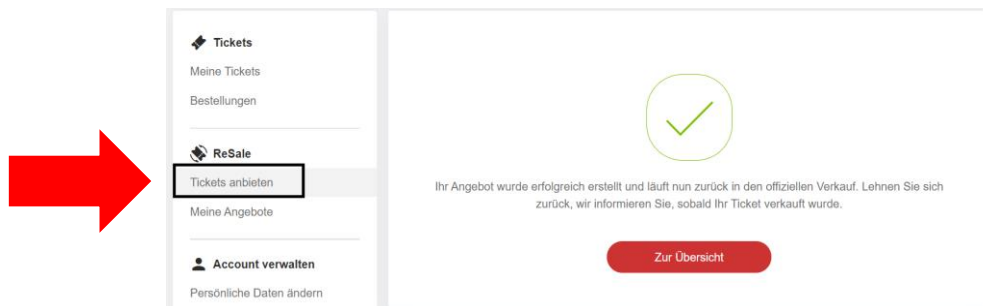 Tickets
Meine Tickets
Bestellungen
ReSale
Tickets anbieten
Meine Angebote
Account verwalten
Persönliche Daten ändern
Ihr Angebot wurde erfolgreich erstellt und läuft nun zurück in den offiziellen Verkauf. Lehnen Sie sich
zurück, wir informieren Sie, sobald Ihr Ticket verkauft wurde.
Zur Übersicht